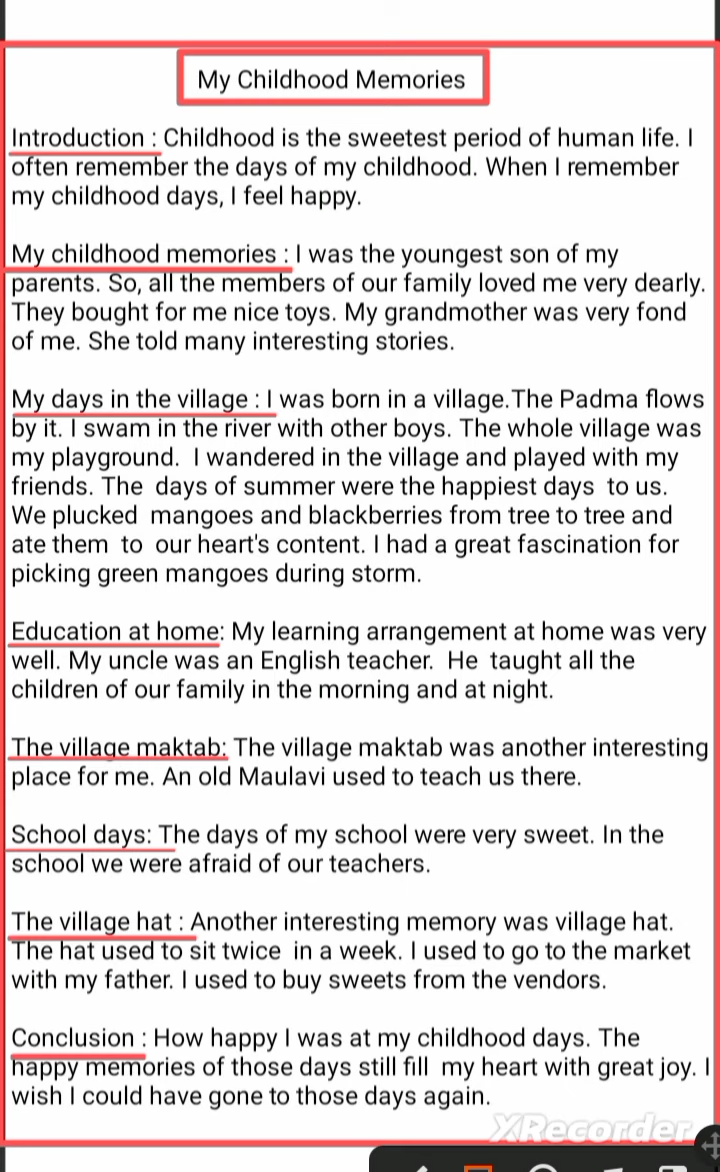 My Childhood Memories
Introduction : Childhood is the sweetest period of human life. I
often remember the days of my childhood. When I remember
my childhood days, I feel happy.
My childhood memories : I was the youngest son of my
parents. So, all the members of our family loved me very dearly.
They bought for me nice toys. My grandmother was very fond
of me. She told many interesting stories.
My days in the village : I was born in a village.The Padma flows
by it. I swam in the river with other boys. The whole village was
my playground.  I wandered in the village and played with my
friends. The  days of summer were the happiest days  to us.
We plucked  mangoes and blackberries from tree to tree and
ate them  to  our heart's content. I had a great fascination for
picking green mangoes during storm.
Education at home: My learning arrangement at home was very
well. My uncle was an English teacher.  He  taught all the
children of our family in the morning and at night.
The village maktab: The village maktab was another interesting
place for me. An old Maulavi used to teach us there.
School days: The days of my school were very sweet. In the
school we were afraid of our teachers.
The village hat : Another interesting memory was village hat.
The hat used to sit twice  in a week. I used to go to the market
with my father. I used to buy sweets from the vendors.
Conclusion : How happy I was at my childhood days. The
happy memories of those days still fill  my heart with great joy. I
wish I could have gone to those days again.
XRecorder